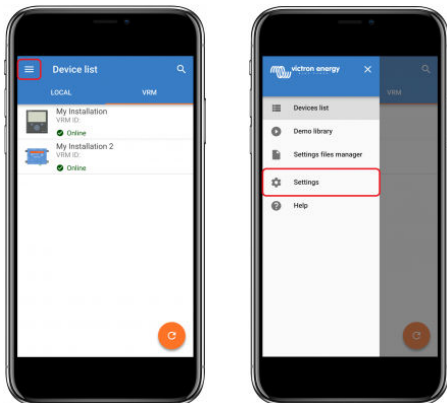 Device list
LOCAL
VRM
My Installation
VRM ID:
Online
My Installation 2
VRM ID:
Online
victron energy
Devices list
Demo library
Settings files manager
Settings
Help
VRM